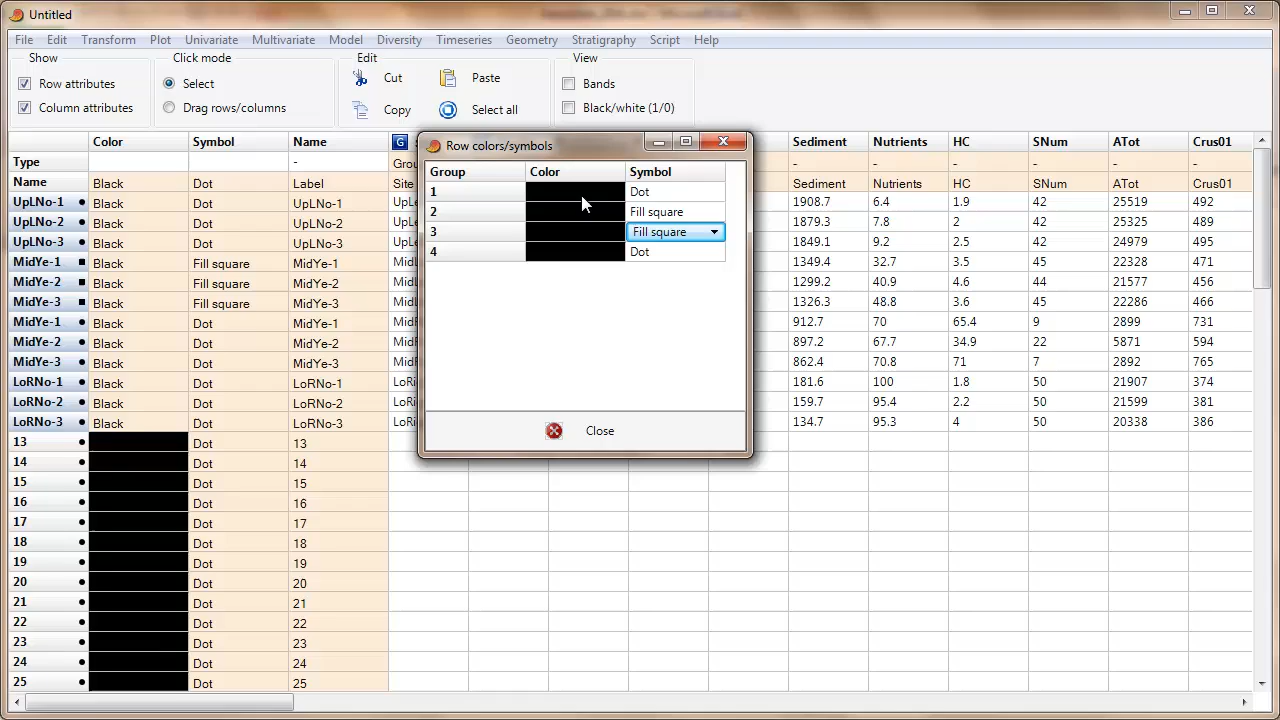 Untitled
File Edit Transform Plot Univariate Multivariate Model Diversity Timeseries Geometry Stratigraphy Script Help
Show Click mode Edit View
Row attributes Select Cut Paste Bands
Column attributes Drag rows/columns Copy Select all Black/white (1/0)
Color Symbol Name G Sediment Nutrients HC SNum ATot Crus01
Type - Grou - - - - - -
Name Black Dot Label Site Sediment Nutrients HC SNum ATot Crus01
UpLNo-1 Black Dot UpLNo-1 UpLe 1908.7 6.4 1.9 42 25519 492
UpLNo-2 Black Dot UpLNo-2 UpLe 1879.3 7.8 2 42 25325 489
UpLNo-3 Black Dot UpLNo-3 UpLe 1849.1 9.2 2.5 42 24979 495
MidYe-1 Black Fill square MidYe-1 MidL 1349.4 32.7 3.5 45 22328 471
MidYe-2 Black Fill square MidYe-2 1299.2 40.9 4.6 44 21577 456
MidYe-3 Black Fill square MidYe-3 1326.3 48.8 3.6 45 22286 466
MidYe-1 Black Dot MidYe-1 912.7 70 65.4 9 2899 731
MidYe-2 Black Dot MidYe-2 897.2 67.7 34.9 22 5871 594
MidYe-3 Black Dot MidYe-3 862.4 70.8 71 7 2892 765
LoRNo-1 Black Dot LoRNo-1 LoRi 181.6 100 1.8 50 21907 374
LoRNo-2 Black Dot LoRNo-2 LoRi 159.7 95.4 2.2 50 21599 381
LoRNo-3 Black Dot LoRNo-3 LoRi 134.7 95.3 4 50 20338 386
13 Dot 13
14 Dot 14
15 Dot 15
16 Dot 16
17 Dot 17
18 Dot 18
19 Dot 19
20 Dot 20
21 Dot 21
22 Dot 22
23 Dot 23
24 Dot 24
25 Dot 25
Row colors/symbols
Group Color Symbol
1 Dot
2 Fill square
3 Fill square
4 Dot
Close